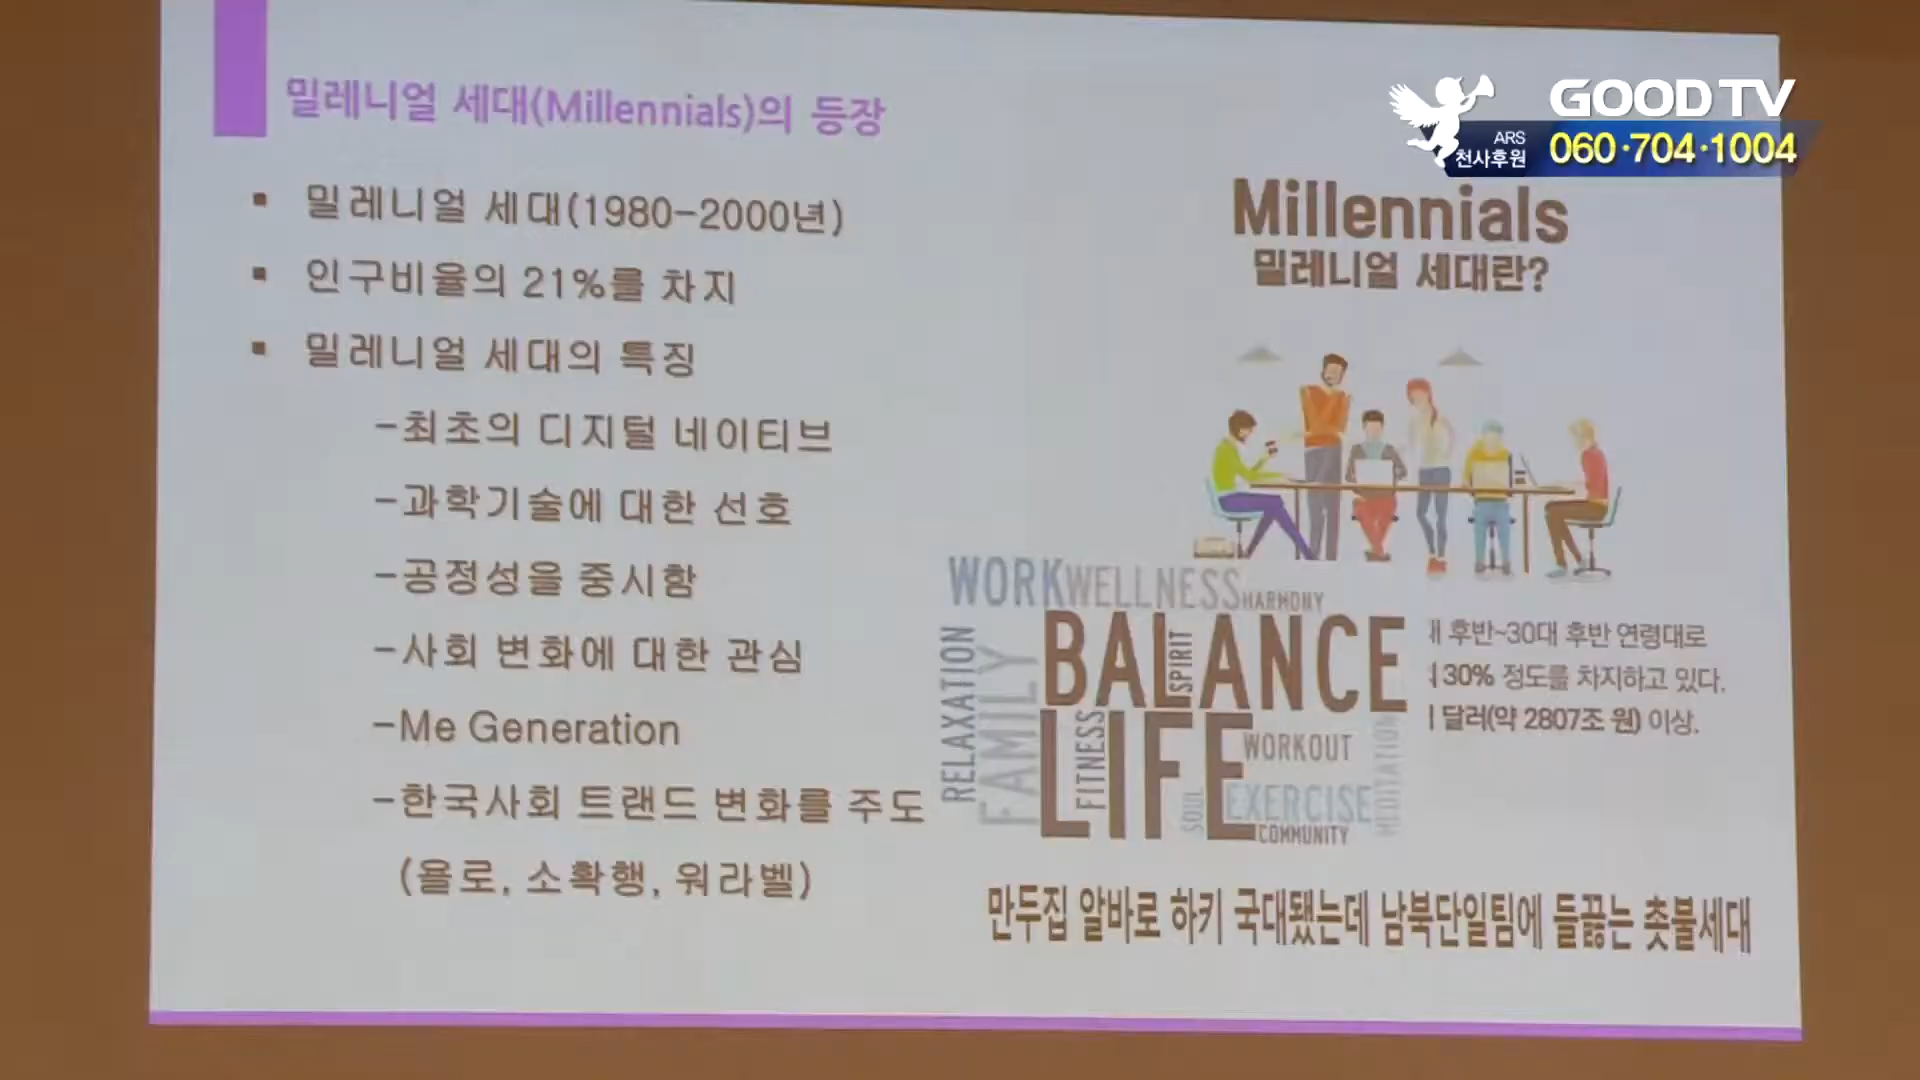 밀레니얼 세대(Millennials)의 등장
▪ 밀레니얼 세대(1980-2000년)
▪ 인구비율의 21%를 차지
▪ 밀레니얼 세대의 특징
-최초의 디지털 네이티브
-과학기술에 대한 선호
-공정성을 중시함
-사회 변화에 대한 관심
-Me Generation
-한국사회 트랜드 변화를 주도
(욜로, 소확행, 워라벨)
GOODTV
ARS
천사후원
060·704·1004
Millennials
밀레니얼 세대란?
후반~30대 후반 연령대로
30% 정도를 차지하고 있다.
달러(약 2807조 원) 이상.
WORK WELLNESS HARMONY
RELAXATION
FAMILY
BALANCE
SPIRIT
LIFE
FITNESS
WORKOUT
SOUL
EXERCISE
MEDITATION
COMMUNITY
만두집 알바로 하키 국대됐는데 남북단일팀에 들끓는 촛불세대